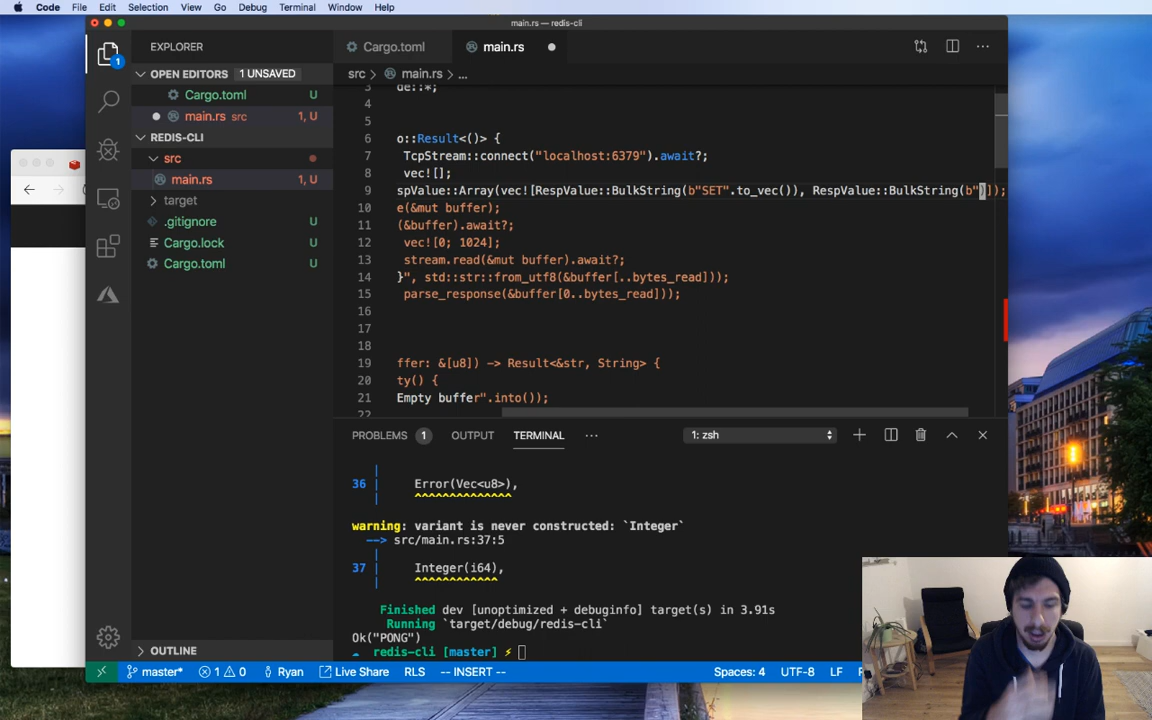 Code File Edit Selection View Go Debug Terminal Window Help
main.rs — redis-cli
EXPLORER
OPEN EDITORS 1 UNSAVED
Cargo.toml U
main.rs src 1, U
REDIS-CLI
src
main.rs 1, U
target
.gitignore U
Cargo.lock U
Cargo.toml U
OUTLINE
1
Cargo.toml main.rs
src > main.rs > ...
3 de::*;
4
5
6 o::Result<()> {
7 TcpStream::connect("localhost:6379").await?;
8 vec![];
9 spValue::Array(vec![RespValue::BulkString(b"SET".to_vec()), RespValue::BulkString(b")]);
10 e(&mut buffer);
11 (&buffer).await?;
12 vec![0; 1024];
13 stream.read(&mut buffer).await?;
14 }", std::str::from_utf8(&buffer[..bytes_read]));
15 parse_response(&buffer[0..bytes_read]));
16
17
18
19 ffer: &[u8]) -> Result<&str, String> {
20 ty() {
21 Empty buffer".into());
22
PROBLEMS 1 OUTPUT TERMINAL ... 1: zsh
|
36 | Error(Vec<u8>),
| ^^^^^^^^^^^^^^
warning: variant is never constructed: `Integer`
--> src/main.rs:37:5
|
37 | Integer(i64),
| ^^^^^^^^^^^^
Finished dev [unoptimized + debuginfo] target(s) in 3.91s
Running `target/debug/redis-cli`
Ok("PONG")
redis-cli [master] ⚡
master* 1 0 Ryan Live Share RLS -- INSERT -- Spaces: 4 UTF-8 LF